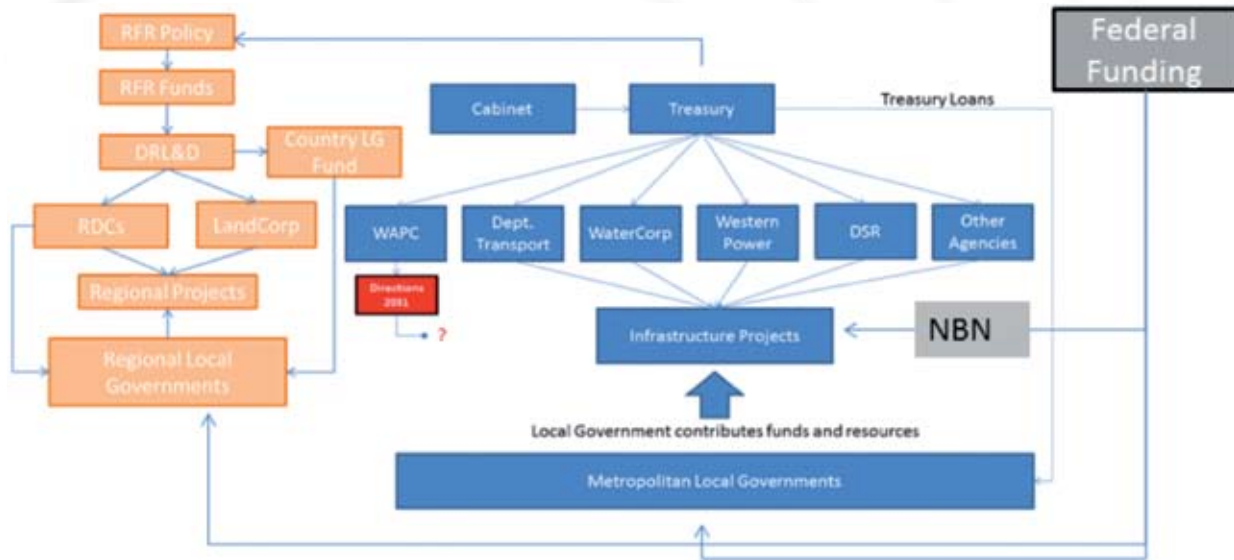 RFR Policy
RFR Funds
DRL&D
Country LG
Fund
RDCs
LandCorp
Regional Projects
Regional Local
Governments
Cabinet
Treasury
Treasury Loans
Federal
Funding
WAPC
Dept.
Transport
WaterCorp
Western
Power
DSR
Other
Agencies
Directions
2031
?
Infrastructure Projects
NBN
Local Government contributes funds and resources
Metropolitan Local Governments